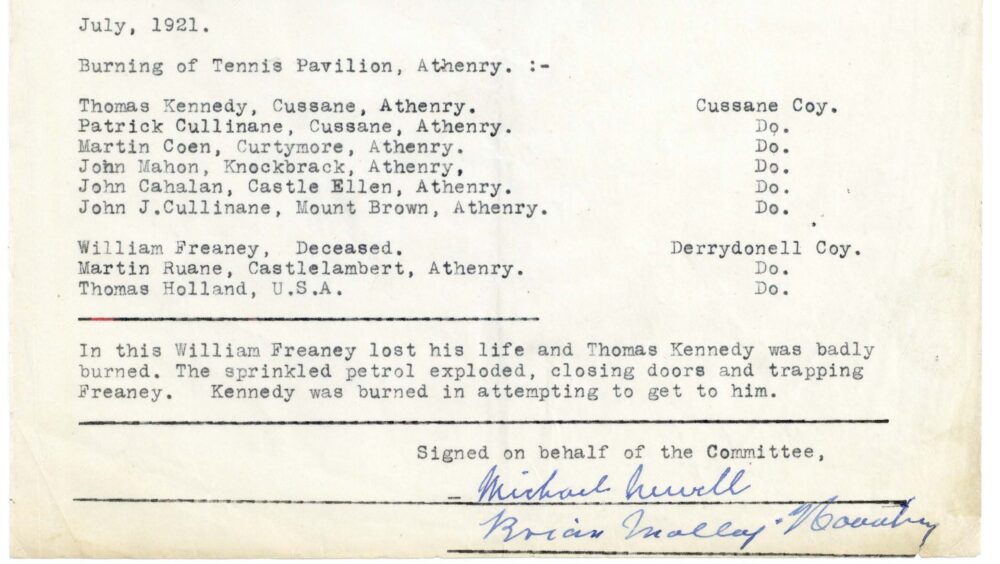 July, 1921.
Burning of Tennis Pavilion, Athenry. :-
Thomas Kennedy, Cussane, Athenry. Cussane Coy.
Patrick Cullinane, Cussane, Athenry. Do.
Martin Coen, Curtymore, Athenry. Do.
John Mahon, Knockbrack, Athenry, Do.
John Cahalan, Castle Ellen, Athenry. Do.
John J.Cullinane, Mount Brown, Athenry. Do.
William Freaney, Deceased. Derrydonell Coy.
Martin Ruane, Castlelambert, Athenry. Do.
Thomas Holland, U.S.A. Do.
In this William Freaney lost his life and Thomas Kennedy was badly
burned. The sprinkled petrol exploded, closing doors and trapping
Freaney. Kennedy was burned in attempting to get to him.
Signed on behalf of the Committee,
Michael Newell
Brian Molloy